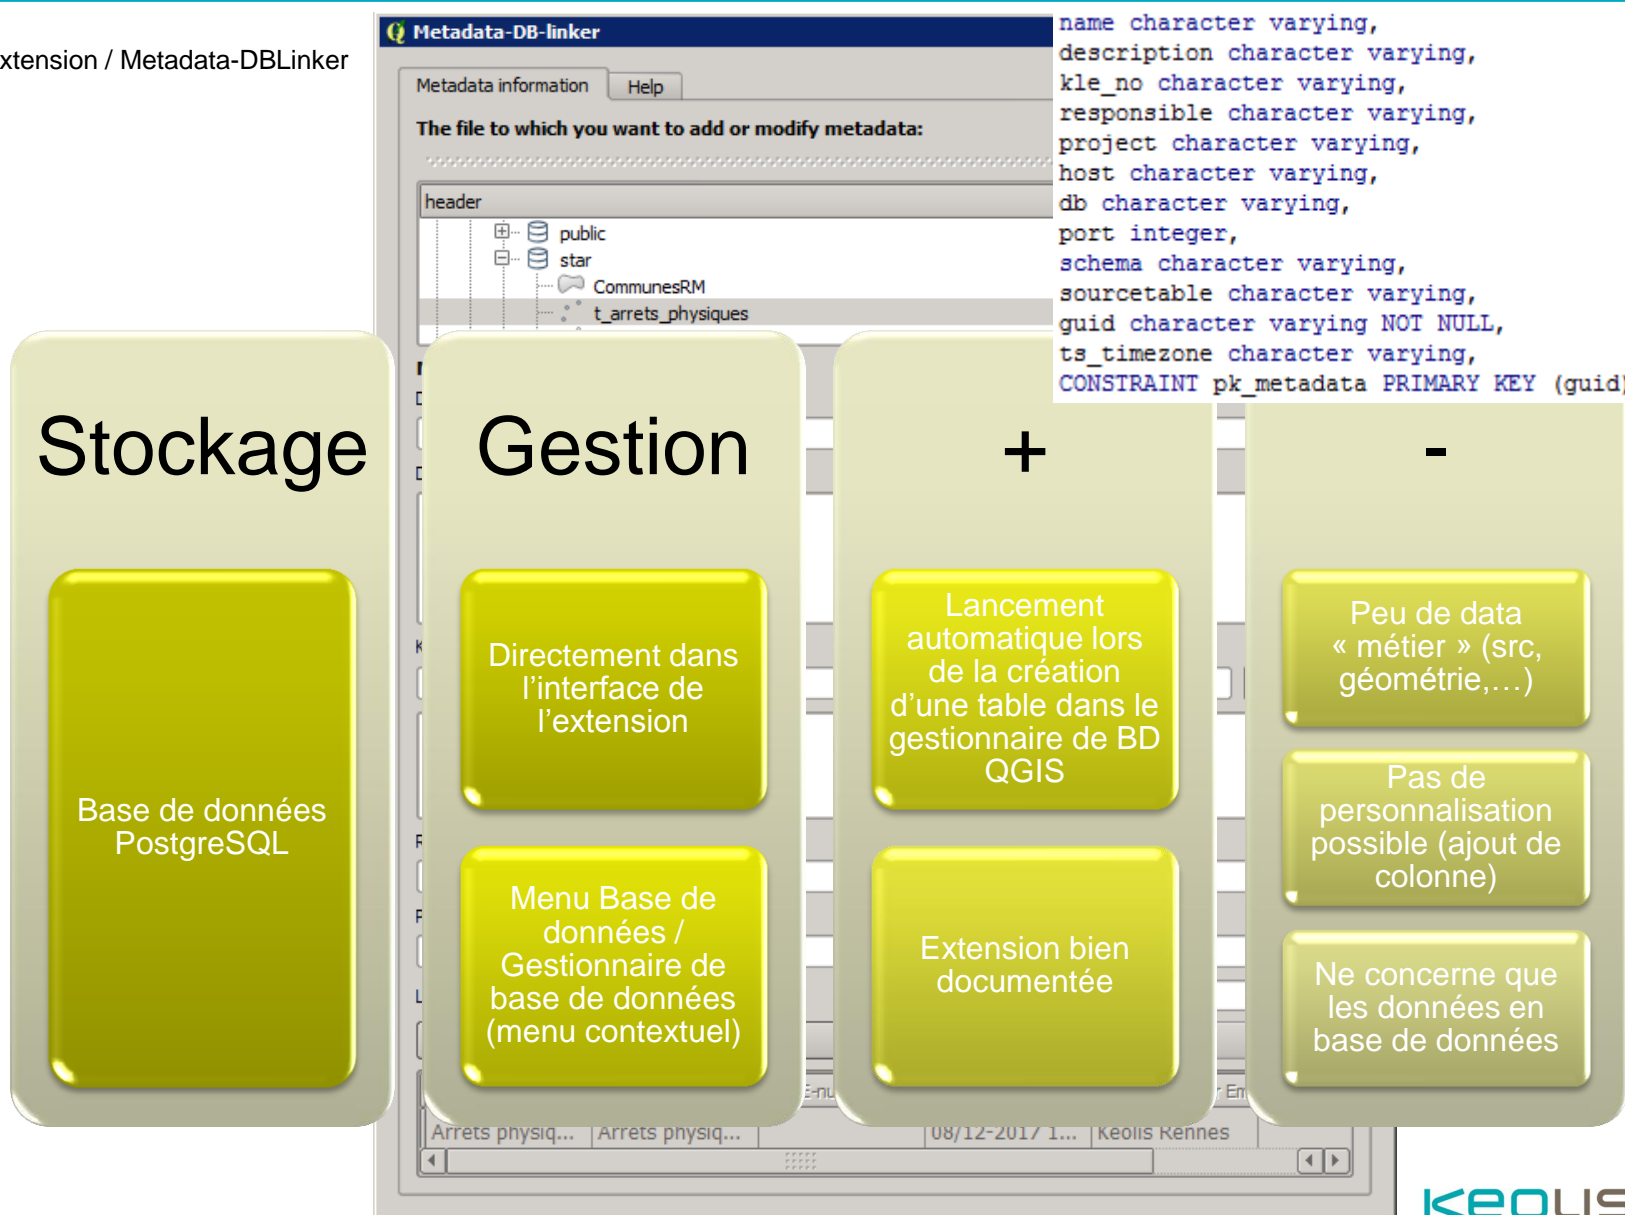 xtension / Metadata-DBLinker
Metadata-DB-linker
Metadata information
Help
The file to which you want to add or modify metadata:
header
public
star
CommunesRM
t_arrets_physiques
name character varying,
description character varying,
kle_no character varying,
responsible character varying,
project character varying,
host character varying,
db character varying,
port integer,
schema character varying,
sourcetable character varying,
guid character varying NOT NULL,
ts_timezone character varying,
CONSTRAINT pk_metadata PRIMARY KEY (guid)
Stockage
Base de données
PostgreSQL
Gestion
Directement dans
l’interface de
l’extension
Menu Base de
données /
Gestionnaire de
base de données
(menu contextuel)
+
Lancement
automatique lors
de la création
d’une table dans le
gestionnaire de BD
QGIS
Extension bien
documentée
-
Peu de data
« métier » (src,
géométrie,…)
Pas de
personnalisation
possible (ajout de
colonne)
Ne concerne que
les données en
base de données
Arrets physiq...
Arrets physiq...
08/12-2017 1...
Keolis Rennes
KEOLIS